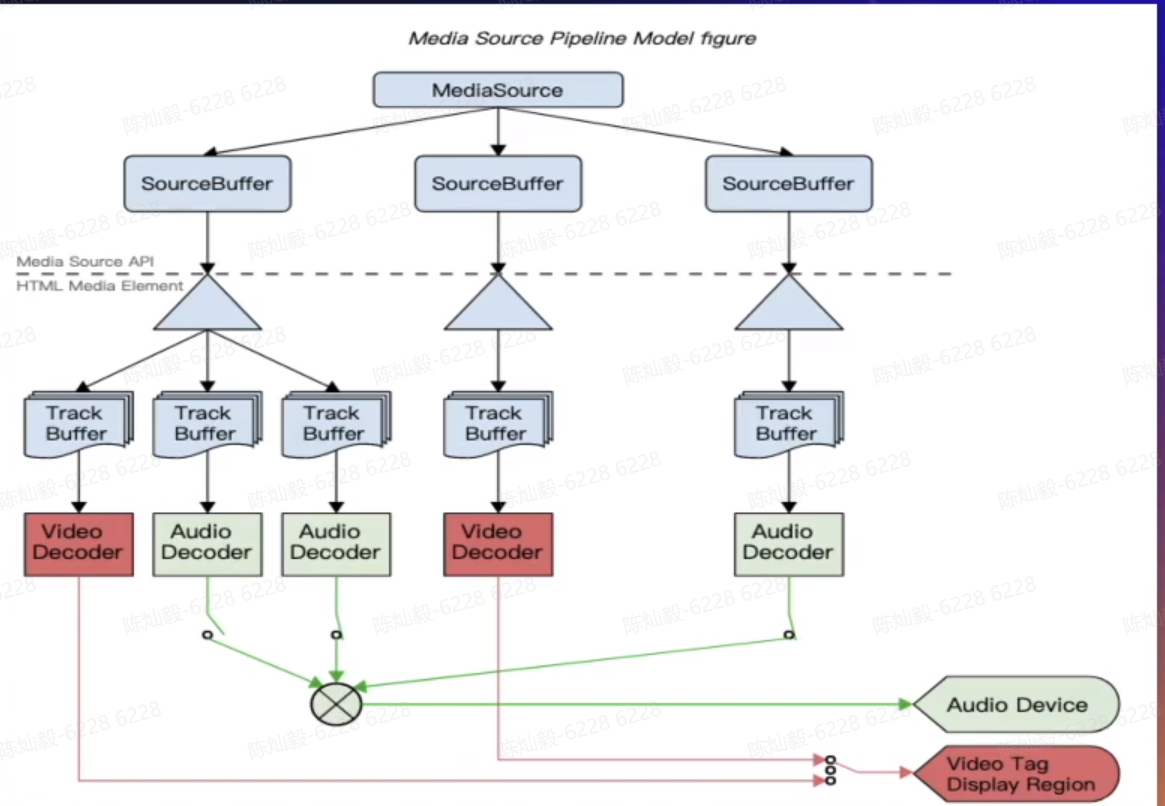 Media Source Pipeline Model figure
MediaSource
SourceBuffer
SourceBuffer
SourceBuffer
Media Source API
HTML Media Element
Track
Buffer
Track
Buffer
Track
Buffer
Track
Buffer
Track
Buffer
Video
Decoder
Audio
Decoder
Audio
Decoder
Video
Decoder
Audio
Decoder
Audio Device
Video Tag
Display Region
陈灿毅-6228 6228